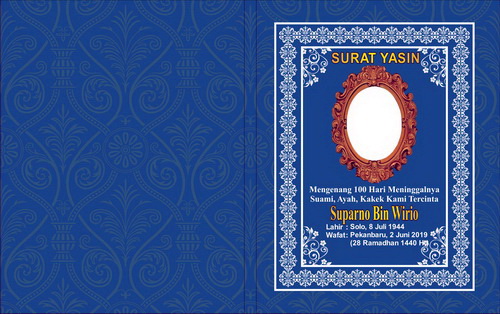 SURAT YASIN
Mengenang 100 Hari Meninggalnya
Suami, Ayah, Kakek Kami Tercinta
Suparno Bin Wirio
Lahir : Solo, 8 Juli 1944
Wafat: Pekanbaru, 2 Juni 2019
(28 Ramadhan 1440 H)